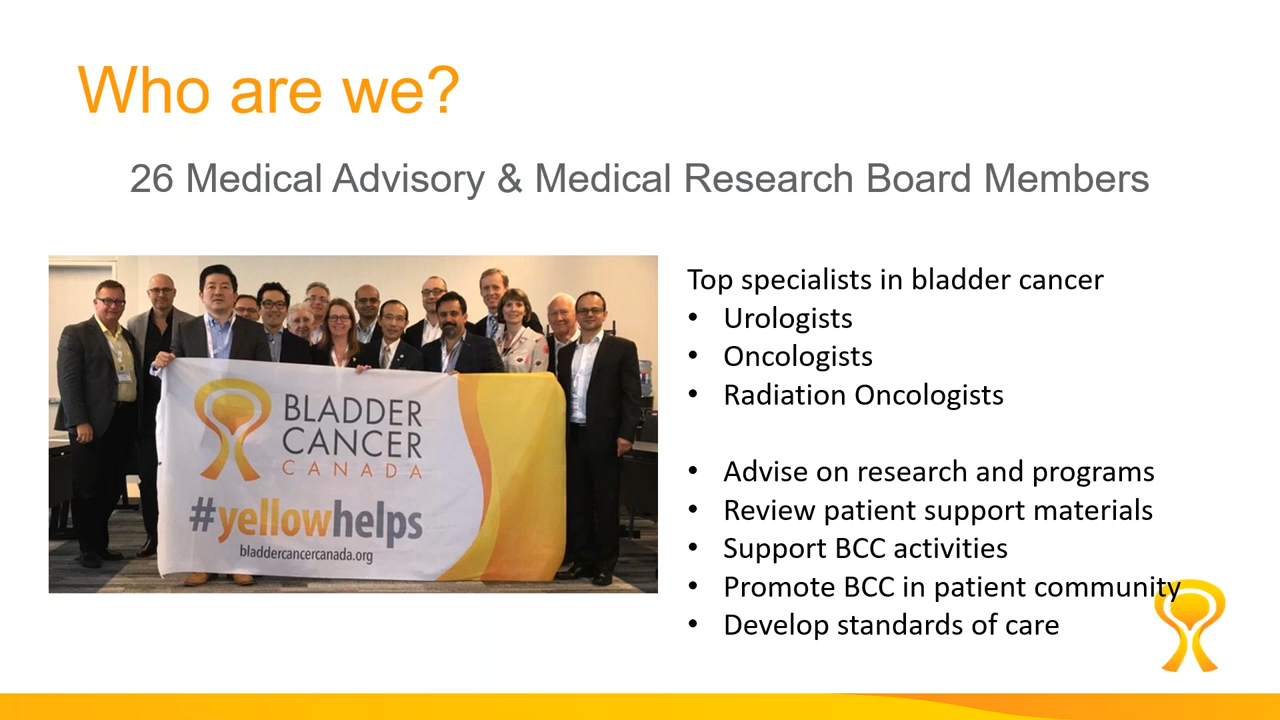 Who are we?
26 Medical Advisory & Medical Research Board Members
BLADDER
CANCER
CANADA
#yellowhelps
bladdercancercanada.org
Top specialists in bladder cancer
• Urologists
• Oncologists
• Radiation Oncologists
• Advise on research and programs
• Review patient support materials
• Support BCC activities
• Promote BCC in patient community
• Develop standards of care